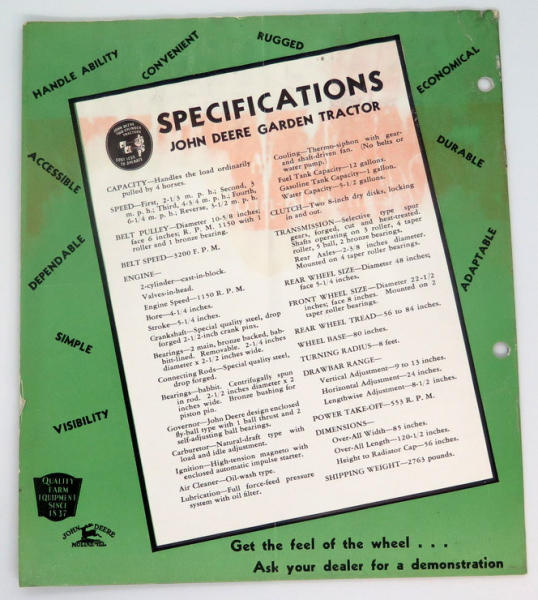 HANDLE ABILITY
CONVENIENT
RUGGED
ECONOMICAL
ACCESSIBLE
DURABLE
DEPENDABLE
ADAPTABLE
SIMPLE
VISIBILITY
SPECIFICATIONS
JOHN DEERE GARDEN TRACTOR
CAPACITY—Handles the load ordinarily
pulled by 4 horses.
SPEED—First, 2-1/3 m. p. h.; Second, 3
m. p. h.; Third, 4-3/4 m. p. h.; Fourth,
6-1/4 m. p. h.; Reverse, 3-1/2 m. p. h.
BELT PULLEY—Diameter 10-5/8 inches;
face 6 inches; R. P. M. 1150 with 1
roller and 1 bronze bearing.
BELT SPEED—3200 F. P. M.
ENGINE—
2-cylinder—cast-in-block.
Valves-in-head.
Engine Speed—1150 R. P. M.
Bore—4-1/4 inches.
Stroke—5-1/4 inches.
Crankshaft—Special quality steel, drop
forged 2-1/2-inch crank pins.
Bearings—2 main, bronze backed, bab-
bitt-lined. Removable. 2-1/4 inches
diameter x 2-1/2 inches wide.
Connecting Rods—Special quality steel,
drop forged.
Bearings—babbit. Centrifugally spun
in rod. 2-1/2 inches diameter x 2
inches wide. Bronze bushing for
piston pin.
Governor—John Deere design enclosed
fly-ball type with 1 ball thrust and 2
self-adjusting ball bearings.
Carburetor—Natural-draft type with
load and idle adjustment.
Ignition—High-tension magneto with
enclosed automatic impulse starter.
Air Cleaner—Oil-wash type.
Lubrication—Full force-feed pressure
system with oil filter.
Cooling—Thermo-siphon with gear-
and shaft-driven fan. (No belts or
water pump.)
Fuel Tank Capacity—12 gallons.
Gasoline Tank Capacity—1 gallon.
Water Capacity—5-1/2 gallons.
CLUTCH—Two 8-inch dry disks, locking
in and out.
TRANSMISSION—Selective type spur
gears, forged, cut and heat-treated.
Shafts operating on 3 roller, 4 taper
roller, 5 ball, 2 bronze bearings.
Rear Axles—2-3/8 inches diameter.
Mounted on 4 taper roller bearings.
REAR WHEEL SIZE—Diameter 48 inches;
face 5-1/4 inches.
FRONT WHEEL SIZE—Diameter 22-1/2
inches; face 8 inches. Mounted on 2
taper roller bearings.
REAR WHEEL TREAD—56 to 84 inches.
WHEEL BASE—80 inches.
TURNING RADIUS—8 feet.
DRAWBAR RANGE—
Vertical Adjustment—9 to 13 inches.
Horizontal Adjustment—24 inches.
Lengthwise Adjustment—8-1/2 inches.
POWER TAKE-OFF—553 R. P. M.
DIMENSIONS—
Over-All Width—85 inches.
Over-All Length—120-1/2 inches.
Height to Radiator Cap—56 inches.
SHIPPING WEIGHT—2763 pounds.
QUALITY
FARM
EQUIPMENT
SINCE
1837
JOHN DEERE
MOLINE, ILL.
Get the feel of the wheel . . .
Ask your dealer for a demonstration